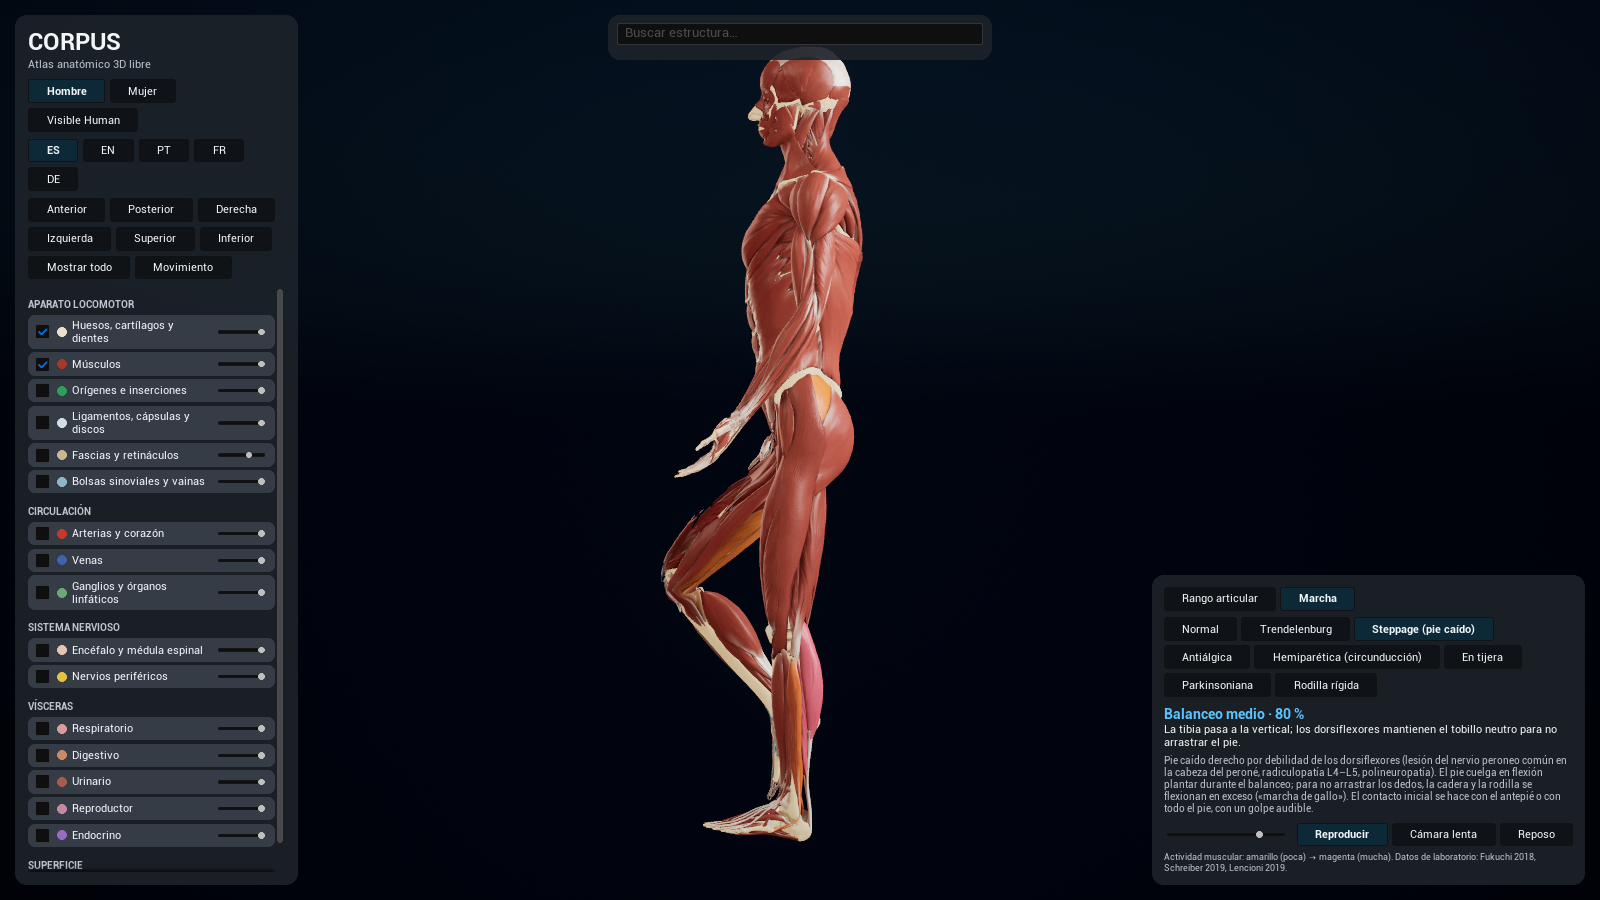 CORPUS
Atlas anatómico 3D libre
Hombre
Mujer
Visible Human
ES
EN
PT
FR
DE
Anterior
Posterior
Derecha
Izquierda
Superior
Inferior
Mostrar todo
Movimiento
APARATO LOCOMOTOR
Huesos, cartílagos y
dientes
Músculos
Orígenes e inserciones
Ligamentos, cápsulas y
discos
Fascias y retináculos
Bolsas sinoviales y vainas
CIRCULACIÓN
Arterias y corazón
Venas
Ganglios y órganos
linfáticos
SISTEMA NERVIOSO
Encéfalo y médula espinal
Nervios periféricos
VÍSCERAS
Respiratorio
Digestivo
Urinario
Reproductor
Endocrino
SUPERFICIE
Buscar estructura...
Rango articular
Marcha
Normal
Trendelenburg
Steppage (pie caído)
Antiálgica
Hemiparética (circunducción)
En tijera
Parkinsoniana
Rodilla rígida
Balanceo medio · 80 %
La tibia pasa a la vertical; los dorsiflexores mantienen el tobillo neutro para no
arrastrar el pie.
Pie caído derecho por debilidad de los dorsiflexores (lesión del nervio peroneo común en
la cabeza del peroné, radiculopatía L4–L5, polineuropatía). El pie cuelga en flexión
plantar durante el balanceo; para no arrastrar los dedos, la cadera y la rodilla se
flexionan en exceso («marcha de gallo»). El contacto inicial se hace con el antepié o con
todo el pie, con un golpe audible.
Reproducir
Cámara lenta
Reposo
Actividad muscular: amarillo (poca) → magenta (mucha). Datos de laboratorio: Fukuchi 2018,
Schreiber 2019, Lencioni 2019.